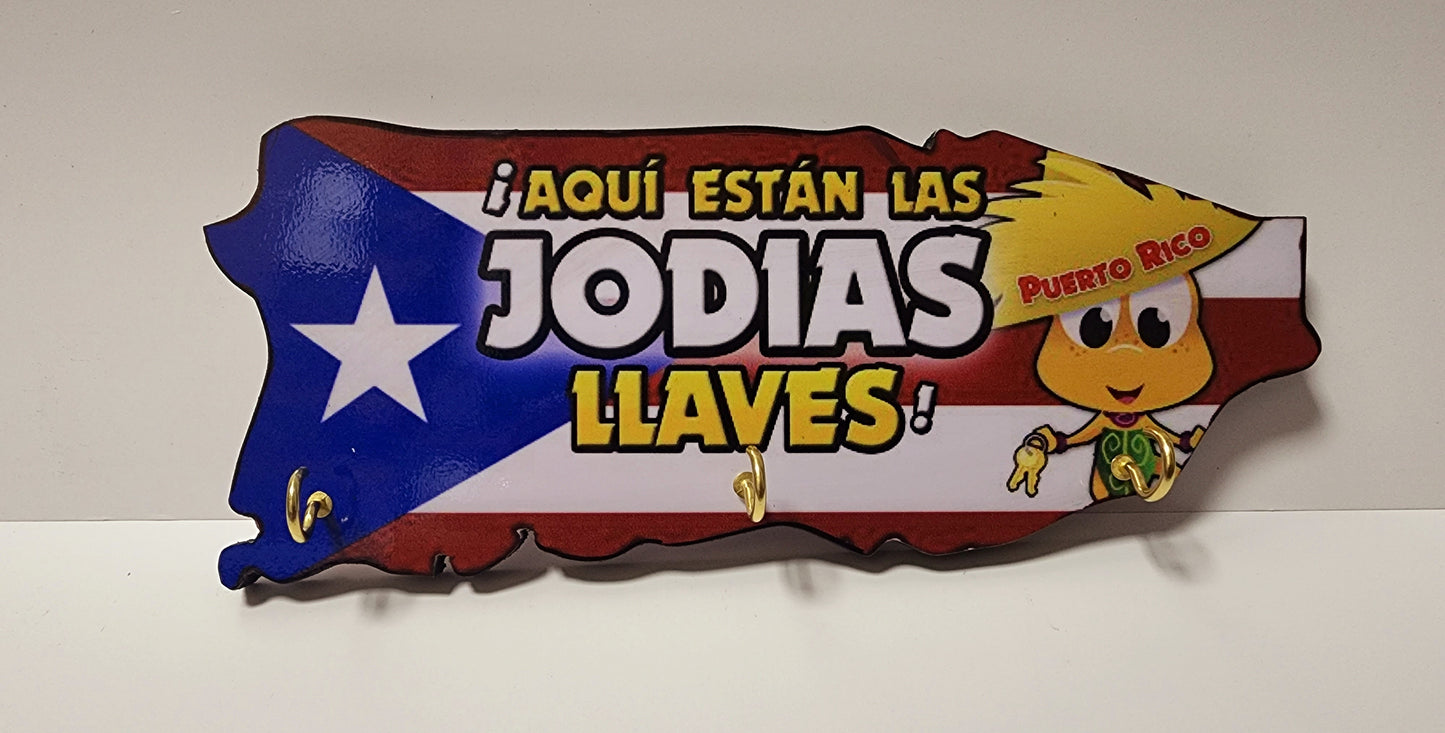 ¡AQUÍ ESTÁN LAS
JODIAS
LLAVES!
PUERTO RICO